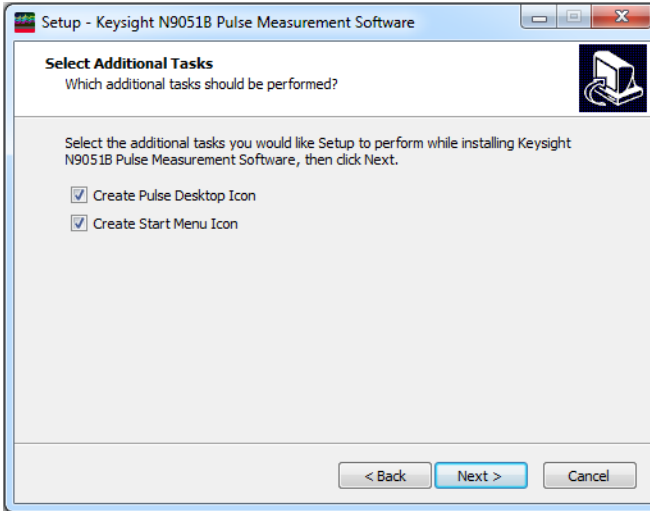 Setup - Keysight N9051B Pulse Measurement Software
Select Additional Tasks
Which additional tasks should be performed?
Select the additional tasks you would like Setup to perform while installing Keysight
N9051B Pulse Measurement Software, then click Next.
Create Pulse Desktop Icon
Create Start Menu Icon
< Back
Next >
Cancel